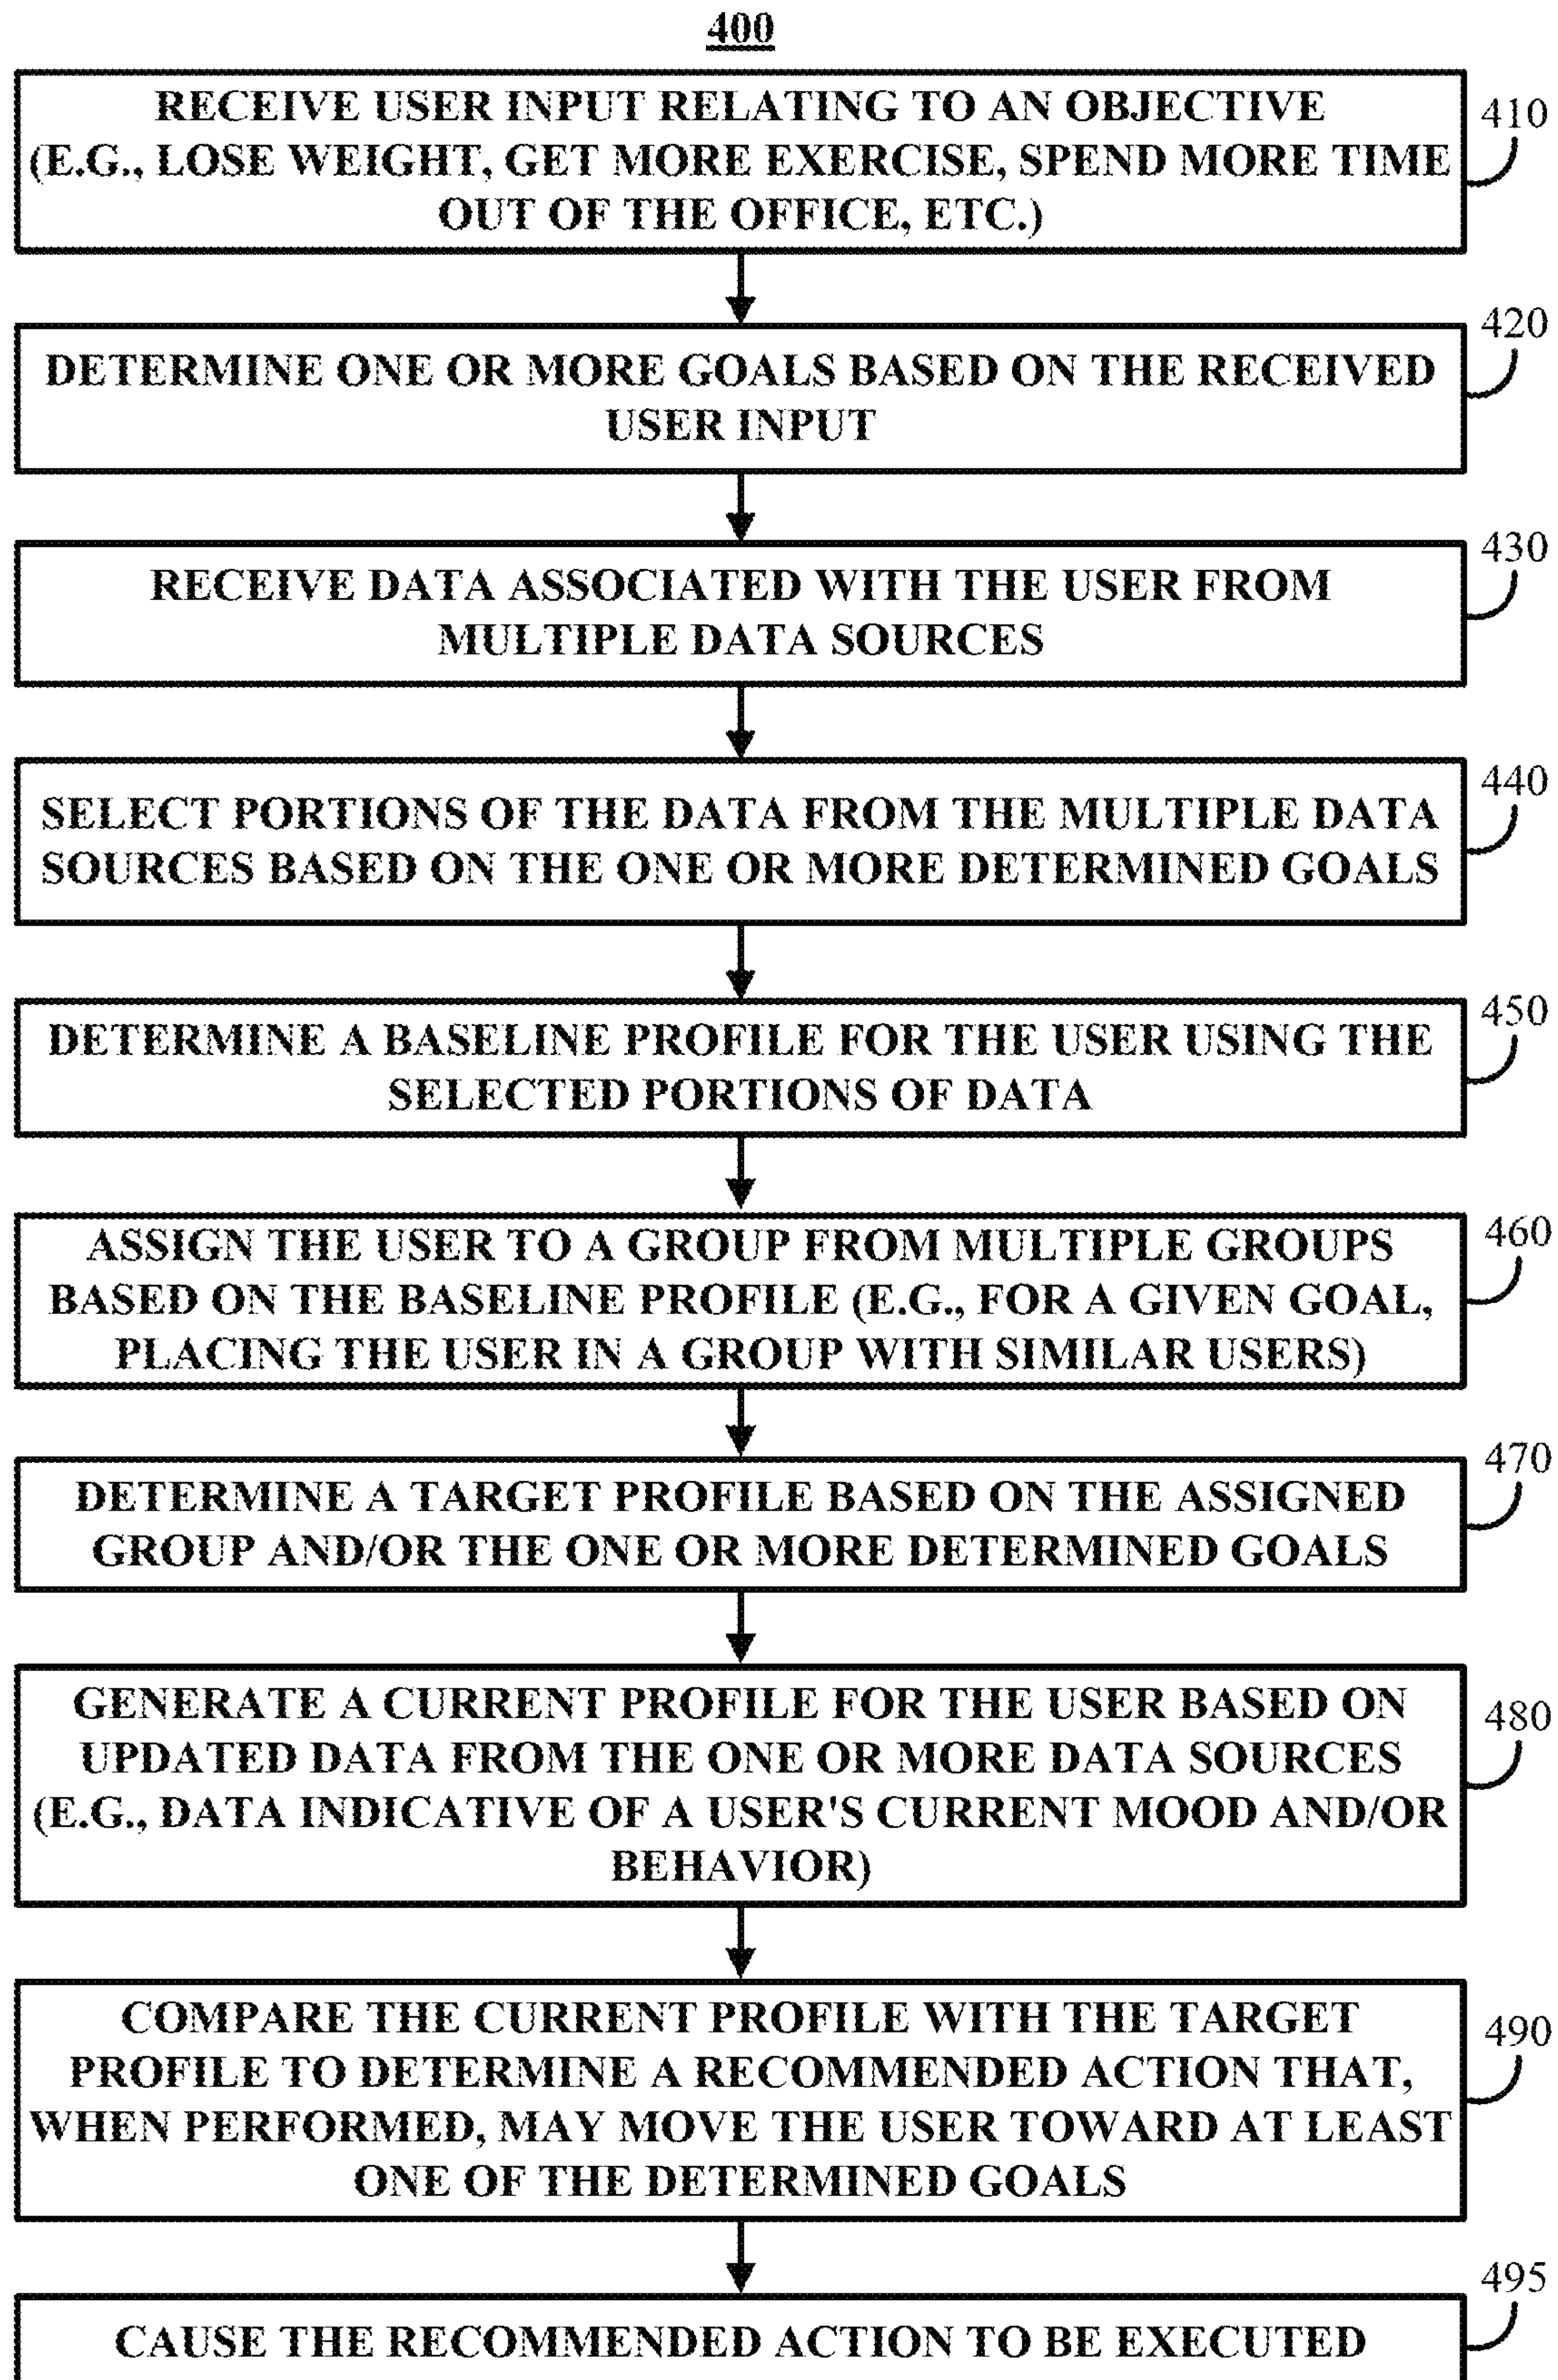 400
RECEIVE USER INPUT RELATING TO AN OBJECTIVE
(E.G., LOSE WEIGHT, GET MORE EXERCISE, SPEND MORE TIME
OUT OF THE OFFICE, ETC.)
410
DETERMINE ONE OR MORE GOALS BASED ON THE RECEIVED
USER INPUT
420
RECEIVE DATA ASSOCIATED WITH THE USER FROM
MULTIPLE DATA SOURCES
430
SELECT PORTIONS OF THE DATA FROM THE MULTIPLE DATA
SOURCES BASED ON THE ONE OR MORE DETERMINED GOALS
440
DETERMINE A BASELINE PROFILE FOR THE USER USING THE
SELECTED PORTIONS OF DATA
450
ASSIGN THE USER TO A GROUP FROM MULTIPLE GROUPS
BASED ON THE BASELINE PROFILE (E.G., FOR A GIVEN GOAL,
PLACING THE USER IN A GROUP WITH SIMILAR USERS)
460
DETERMINE A TARGET PROFILE BASED ON THE ASSIGNED
GROUP AND/OR THE ONE OR MORE DETERMINED GOALS
470
GENERATE A CURRENT PROFILE FOR THE USER BASED ON
UPDATED DATA FROM THE ONE OR MORE DATA SOURCES
(E.G., DATA INDICATIVE OF A USER'S CURRENT MOOD AND/OR
BEHAVIOR)
480
COMPARE THE CURRENT PROFILE WITH THE TARGET
PROFILE TO DETERMINE A RECOMMENDED ACTION THAT,
WHEN PERFORMED, MAY MOVE THE USER TOWARD AT LEAST
ONE OF THE DETERMINED GOALS
490
CAUSE THE RECOMMENDED ACTION TO BE EXECUTED
495